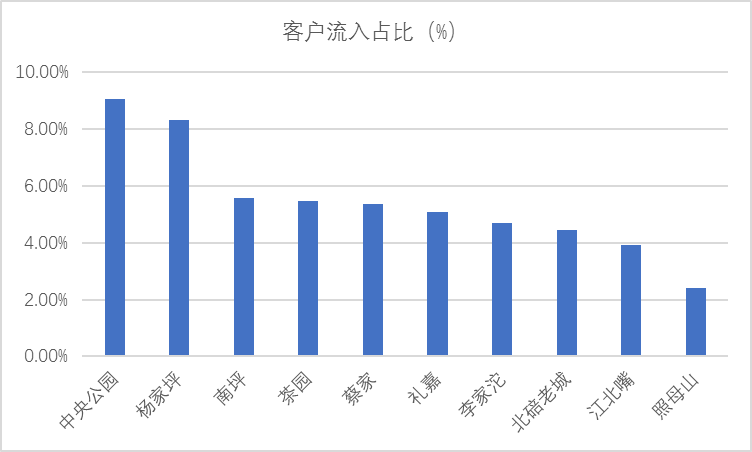 客户流入占比（%）
10.00%
8.00%
6.00%
4.00%
2.00%
0.00%
中央公园
杨家坪
南坪
茶园
蔡家
礼嘉
李家沱
北碚老城
江北嘴
照母山